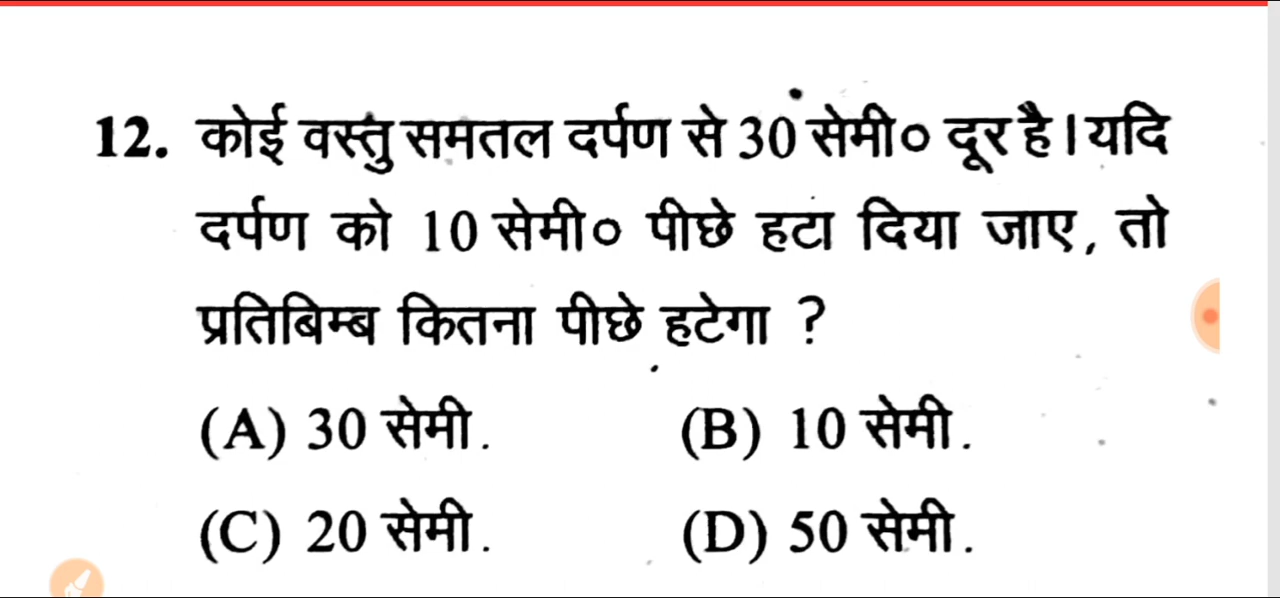 12. कोई वस्तु समतल दर्पण से 30 सेमी० दूर है। यदि
दर्पण को 10 सेमी० पीछे हटा दिया जाए, तो
प्रतिबिम्ब कितना पीछे हटेगा ?
(A) 30 सेमी. (B) 10 सेमी.
(C) 20 सेमी. (D) 50 सेमी.